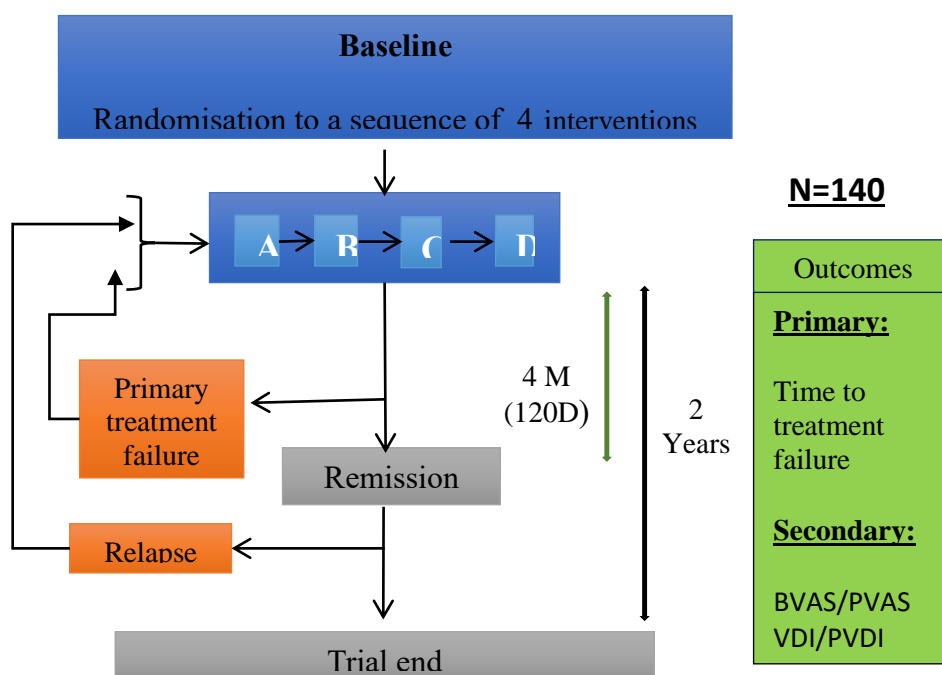 Baseline
Randomisation to a sequence of 4 interventions
N=140
A
B
C
D
Outcomes
Primary:
Time to
treatment
failure
Secondary:
BVAS/PVAS
VDI/PVDI
4 M
(120D)
2
Years
Primary
treatment
failure
Remission
Relapse
Trial end